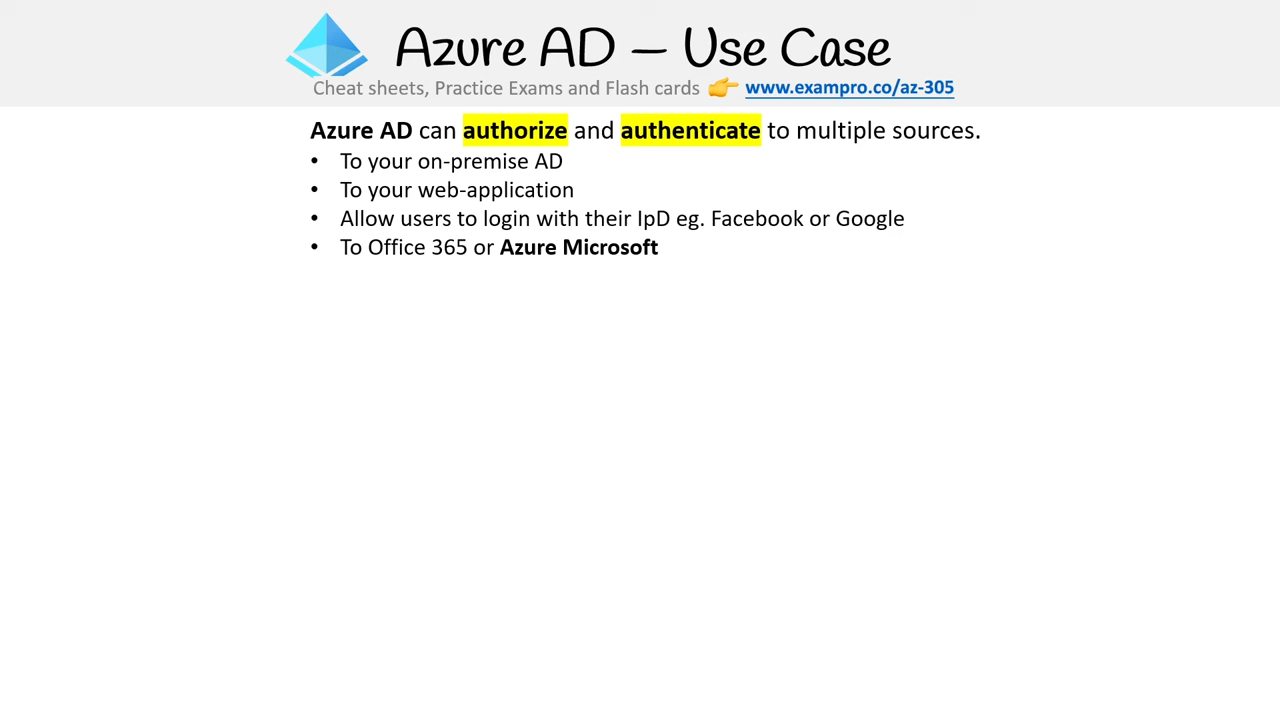 Azure AD – Use Case
Cheat sheets, Practice Exams and Flash cards 👉 www.exampro.co/az-305
Azure AD can authorize and authenticate to multiple sources.
• To your on-premise AD
• To your web-application
• Allow users to login with their IpD eg. Facebook or Google
• To Office 365 or Azure Microsoft